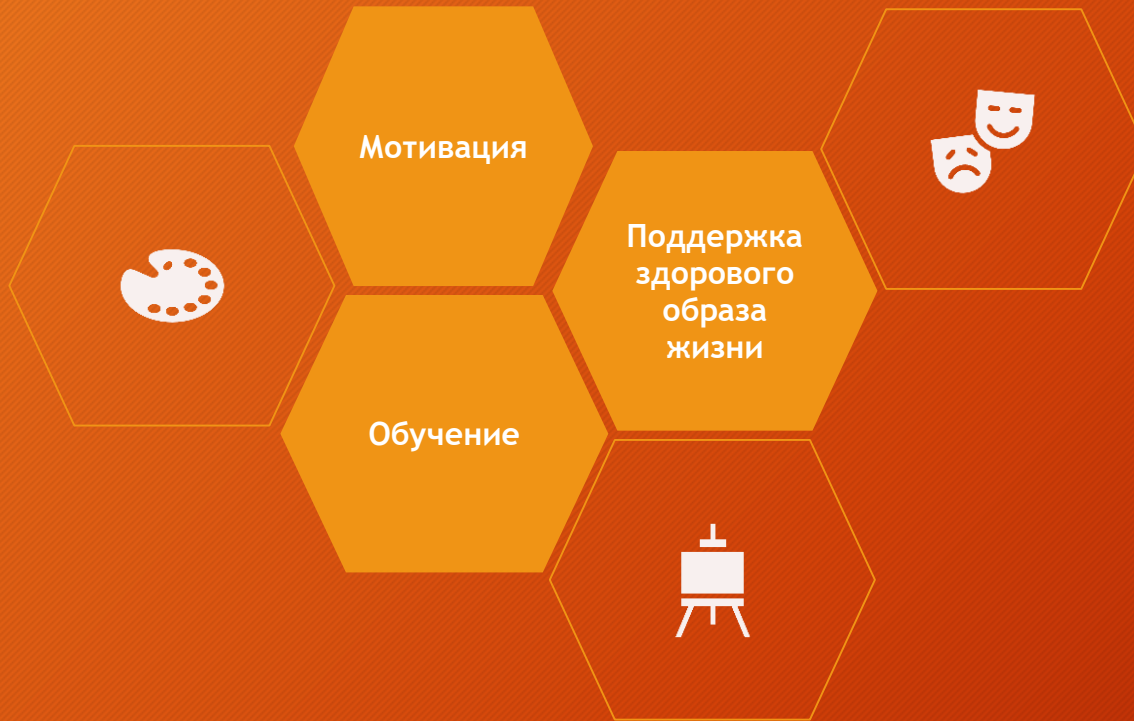 Мотивация
Поддержка
здорового
образа
жизни
Обучение